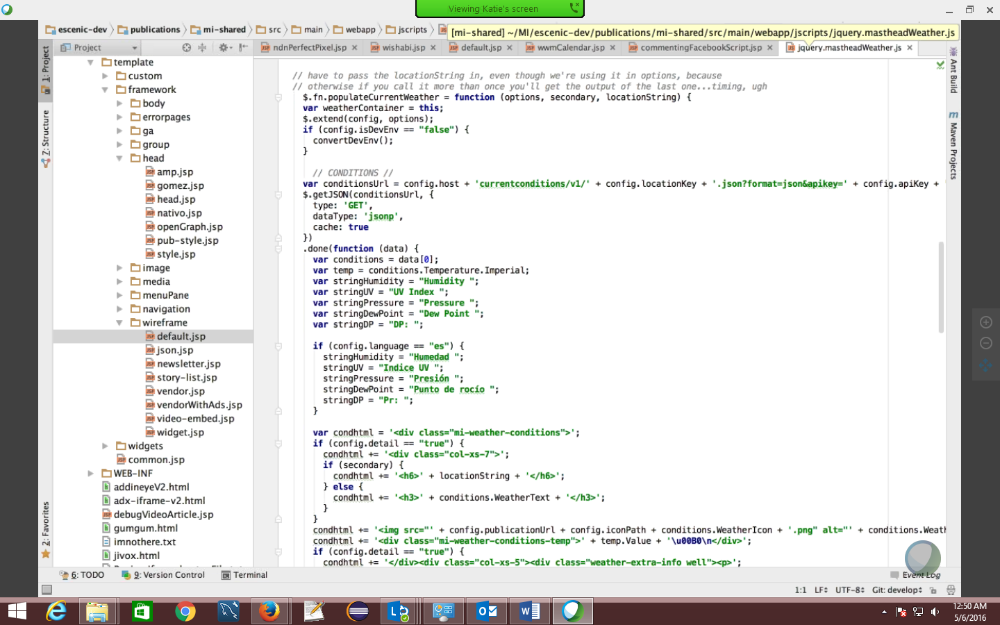 Viewing Katie's screen
escenic-dev publications mi-shared src main webapp jscripts
[mi-shared] ~/MI/escenic-dev/publications/mi-shared/src/main/webapp/jscripts/jquery.mastheadWeather.js
Project
ndnPerfectPixel.jsp wishabi.jsp default.jsp wwmCalendar.jsp commentingFacebookScript.jsp jquery.mastheadWeather.js
1: Project
Z: Structure
2: Favorites
template
custom
framework
body
errorpages
ga
group
head
amp.jsp
gomez.jsp
head.jsp
nativo.jsp
openGraph.jsp
pub-style.jsp
style.jsp
image
media
menuPane
navigation
wireframe
default.jsp
json.jsp
newsletter.jsp
story-list.jsp
vendor.jsp
vendorWithAds.jsp
video-embed.jsp
widget.jsp
widgets
common.jsp
WEB-INF
addineyeV2.html
adx-iframe-v2.html
debugVideoArticle.jsp
gumgum.html
imnothere.txt
jivox.html
// have to pass the locationString in, even though we're using it in options, because
// otherwise if you call it more than once you'll get the output of the last one...timing, ugh
$.fn.populateCurrentWeather = function (options, secondary, locationString) {
var weatherContainer = this;
$.extend(config, options);
if (config.isDevEnv == "false") {
convertDevEnv();
}
// CONDITIONS //
var conditionsUrl = config.host + 'currentconditions/v1/' + config.locationKey + '.json?format=json&apikey=' + config.apiKey +
$.getJSON(conditionsUrl, {
type: 'GET',
dataType: 'jsonp',
cache: true
})
.done(function (data) {
var conditions = data[0];
var temp = conditions.Temperature.Imperial;
var stringHumidity = "Humidity ";
var stringUV = "UV Index ";
var stringPressure = "Pressure ";
var stringDewPoint = "Dew Point ";
var stringDP = "DP: ";
if (config.language == "es") {
stringHumidity = "Humedad ";
stringUV = "Indice UV ";
stringPressure = "Presión ";
stringDewPoint = "Punto de rocío ";
stringDP = "Pr: ";
}
var condhtml = '<div class="mi-weather-conditions">';
if (config.detail == "true") {
condhtml += '<div class="col-xs-7">';
if (secondary) {
condhtml += '<h6>' + locationString + '</h6>';
} else {
condhtml += '<h3>' + conditions.WeatherText + '</h3>';
}
}
condhtml += '<img src="' + config.publicationUrl + config.iconPath + conditions.WeatherIcon + '.png" alt="' + conditions.Weath
condhtml += '<div class="mi-weather-conditions-temp">' + temp.Value + '\u00B0\n</div>';
if (config.detail == "true") {
condhtml += '</div><div class="col-xs-5"><div class="weather-extra-info well"><p>';
Ant Build
Maven Projects
6: TODO 9: Version Control Terminal
Event Log
1:1 LF UTF-8 Git: develop
12:50 AM
5/6/2016